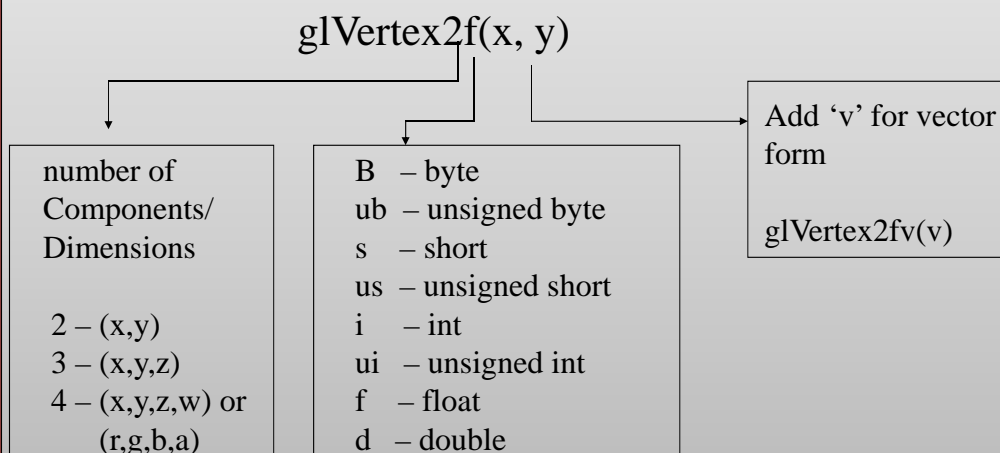 glVertex2f(x, y)
number of
Components/
Dimensions
2 – (x,y)
3 – (x,y,z)
4 – (x,y,z,w) or
(r,g,b,a)
B – byte
ub – unsigned byte
s – short
us – unsigned short
i – int
ui – unsigned int
f – float
d – double
Add ‘v’ for vector
form
glVertex2fv(v)